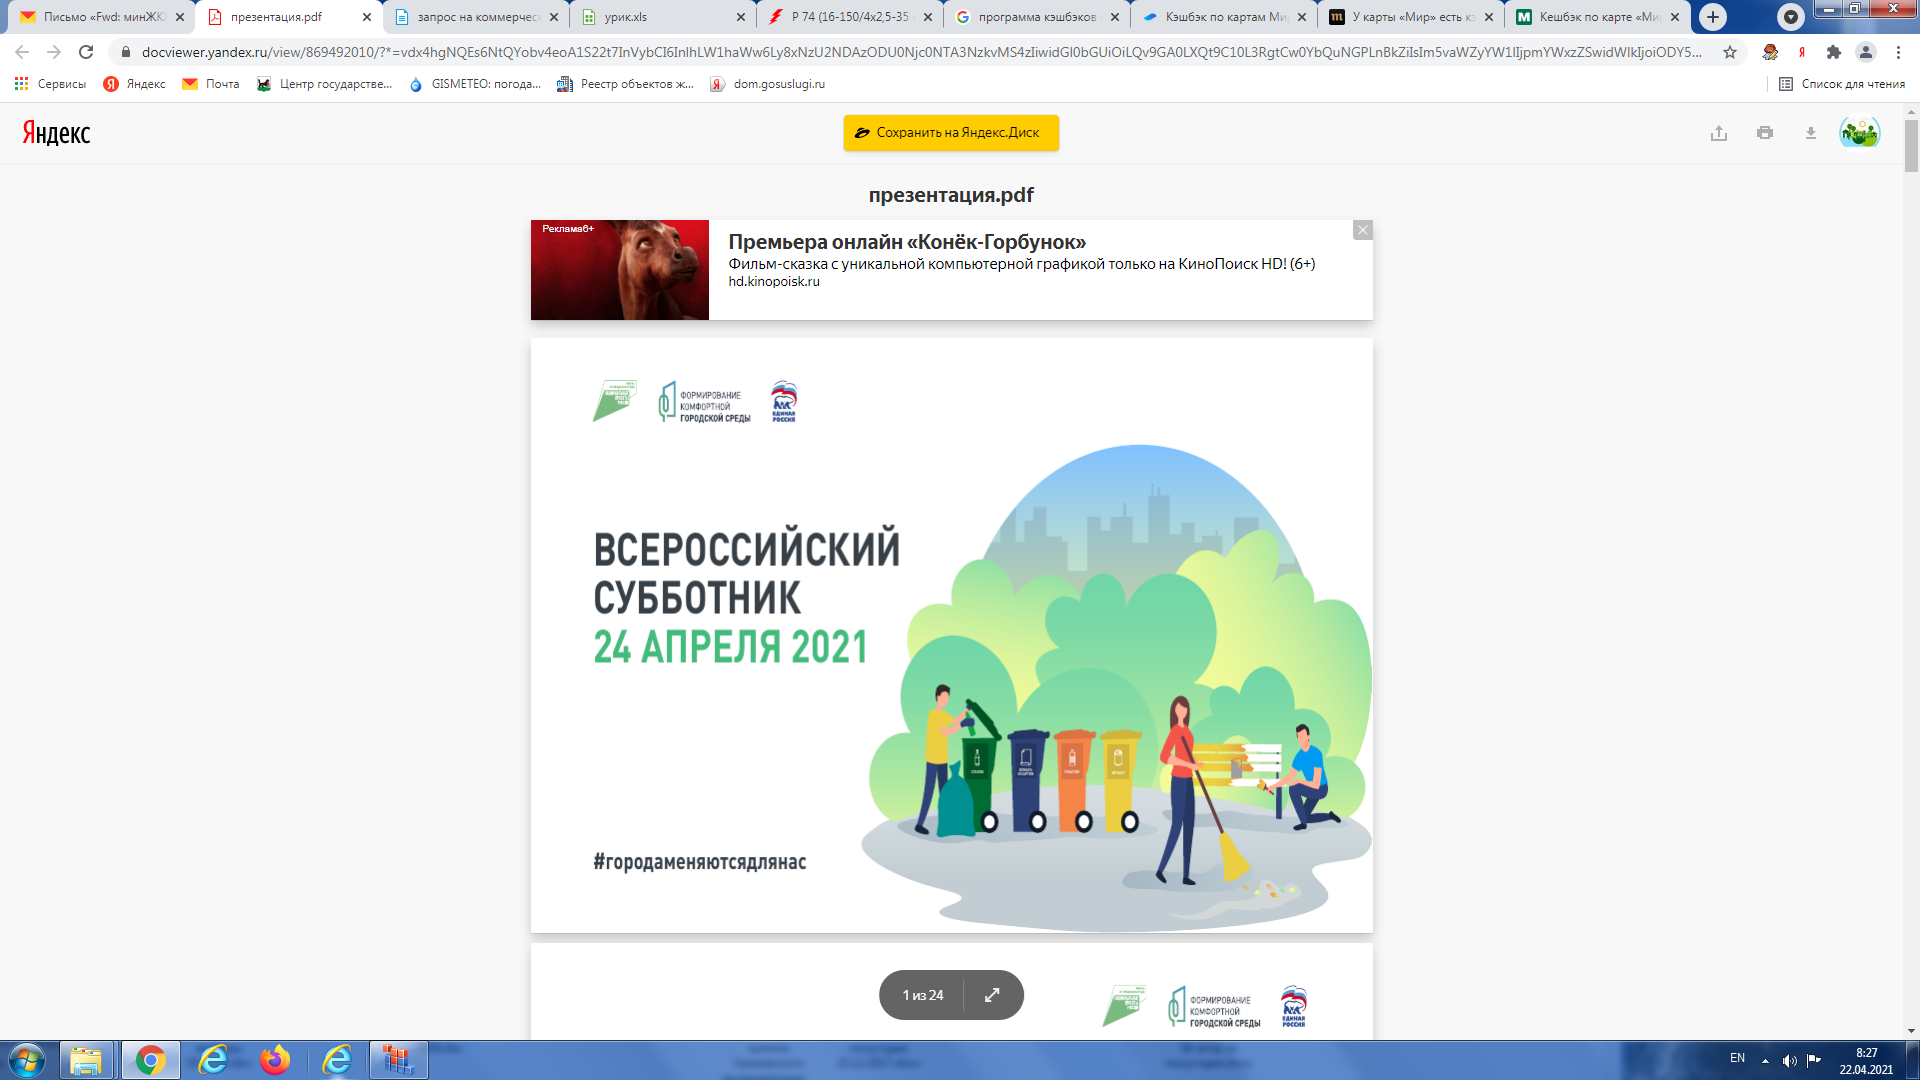 Письмо «Fwd: минЖК
презентация.pdf
запрос на коммерчес
урик.xls
Р 74 (16-150/4х2,5-35
программа кэшбэков
Кэшбэк по картам Ми
У карты «Мир» есть к
Кешбэк по карте «Ми
Сервисы
Яндекс
Почта
Центр государстве...
GISMETEO: погода...
Реестр объектов ж...
dom.gosuslugi.ru
Список для чтения
Яндекс
Сохранить на Яндекс.Диск
презентация.pdf
Реклама6+
Премьера онлайн «Конёк-Горбунок»
Фильм-сказка с уникальной компьютерной графикой только на КиноПоиск HD! (6+)
hd.kinopoisk.ru
ФОРМИРОВАНИЕ
КОМФОРТНОЙ
ГОРОДСКОЙ СРЕДЫ
ЕДИНАЯ
РОССИЯ
ВСЕРОССИЙСКИЙ
СУББОТНИК
24 АПРЕЛЯ 2021
#городаменяютсядлянас
1 из 24
ФОРМИРОВАНИЕ
КОМФОРТНОЙ
ГОРОДСКОЙ СРЕДЫ
ЕДИНАЯ
РОССИЯ
EN
8:27
22.04.2021